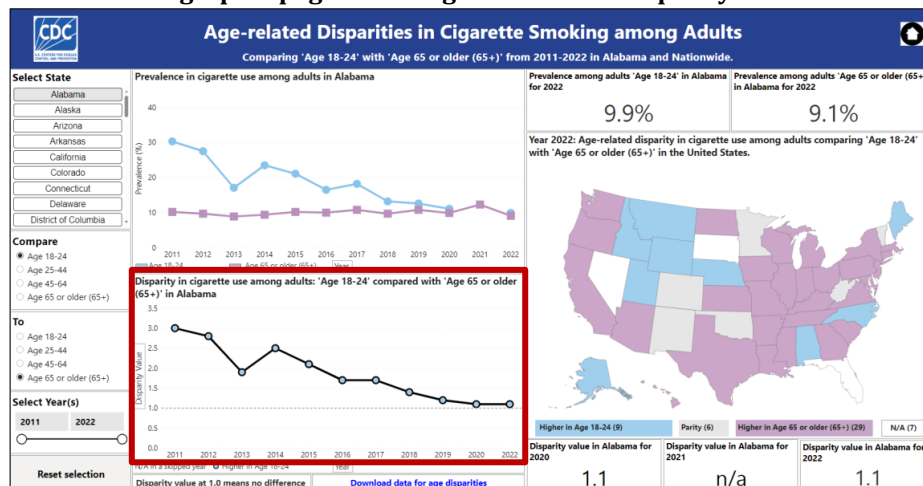 CDC
U.S. CENTERS FOR DISEASE
CONTROL AND PREVENTION
Age-related Disparities in Cigarette Smoking among Adults
Comparing 'Age 18-24' with 'Age 65 or older (65+)' from 2011-2022 in Alabama and Nationwide.
Select State
Alabama
Alaska
Arizona
Arkansas
California
Colorado
Connecticut
Delaware
District of Columbia
Compare
Age 18-24
Age 25-44
Age 45-64
Age 65 or older (65+)
To
Age 18-24
Age 25-44
Age 45-64
Age 65 or older (65+)
Select Year(s)
2011 2022
Reset selection
Prevalence in cigarette use among adults in Alabama
Prevalence (%)
40
30
20
10
0
2011 2012 2013 2014 2015 2016 2017 2018 2019 2020 2021 2022
Age 18-24 Age 65 or older (65+) Year
Disparity in cigarette use among adults: 'Age 18-24' compared with 'Age 65 or older
(65+)' in Alabama
Disparity Value
3.5
3.0
2.5
2.0
1.5
1.0
0.5
0.0
2011 2012 2013 2014 2015 2016 2017 2018 2019 2020 2022
N/A in a skipped year Higher in Age 18-24 Year
Disparity value at 1.0 means no difference
Download data for age disparities
Prevalence among adults 'Age 18-24' in Alabama
for 2022
9.9%
Prevalence among adults 'Age 65 or older (65+
in Alabama for 2022
9.1%
Year 2022: Age-related disparity in cigarette use among adults comparing 'Age 18-24'
with 'Age 65 or older (65+)' in the United States.
Higher in Age 18-24 (9) Parity (6) Higher in Age 65 or older (65+) (29) N/A (7)
Disparity value in Alabama for
2020
1.1
Disparity value in Alabama for
2021
n/a
Disparity value in Alabama for
2022
1.1